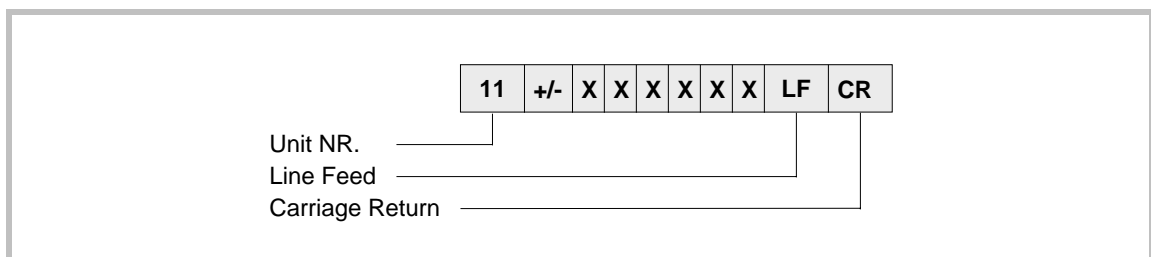 11 +/- X X X X X X LF CR
Unit NR.
Line Feed
Carriage Return